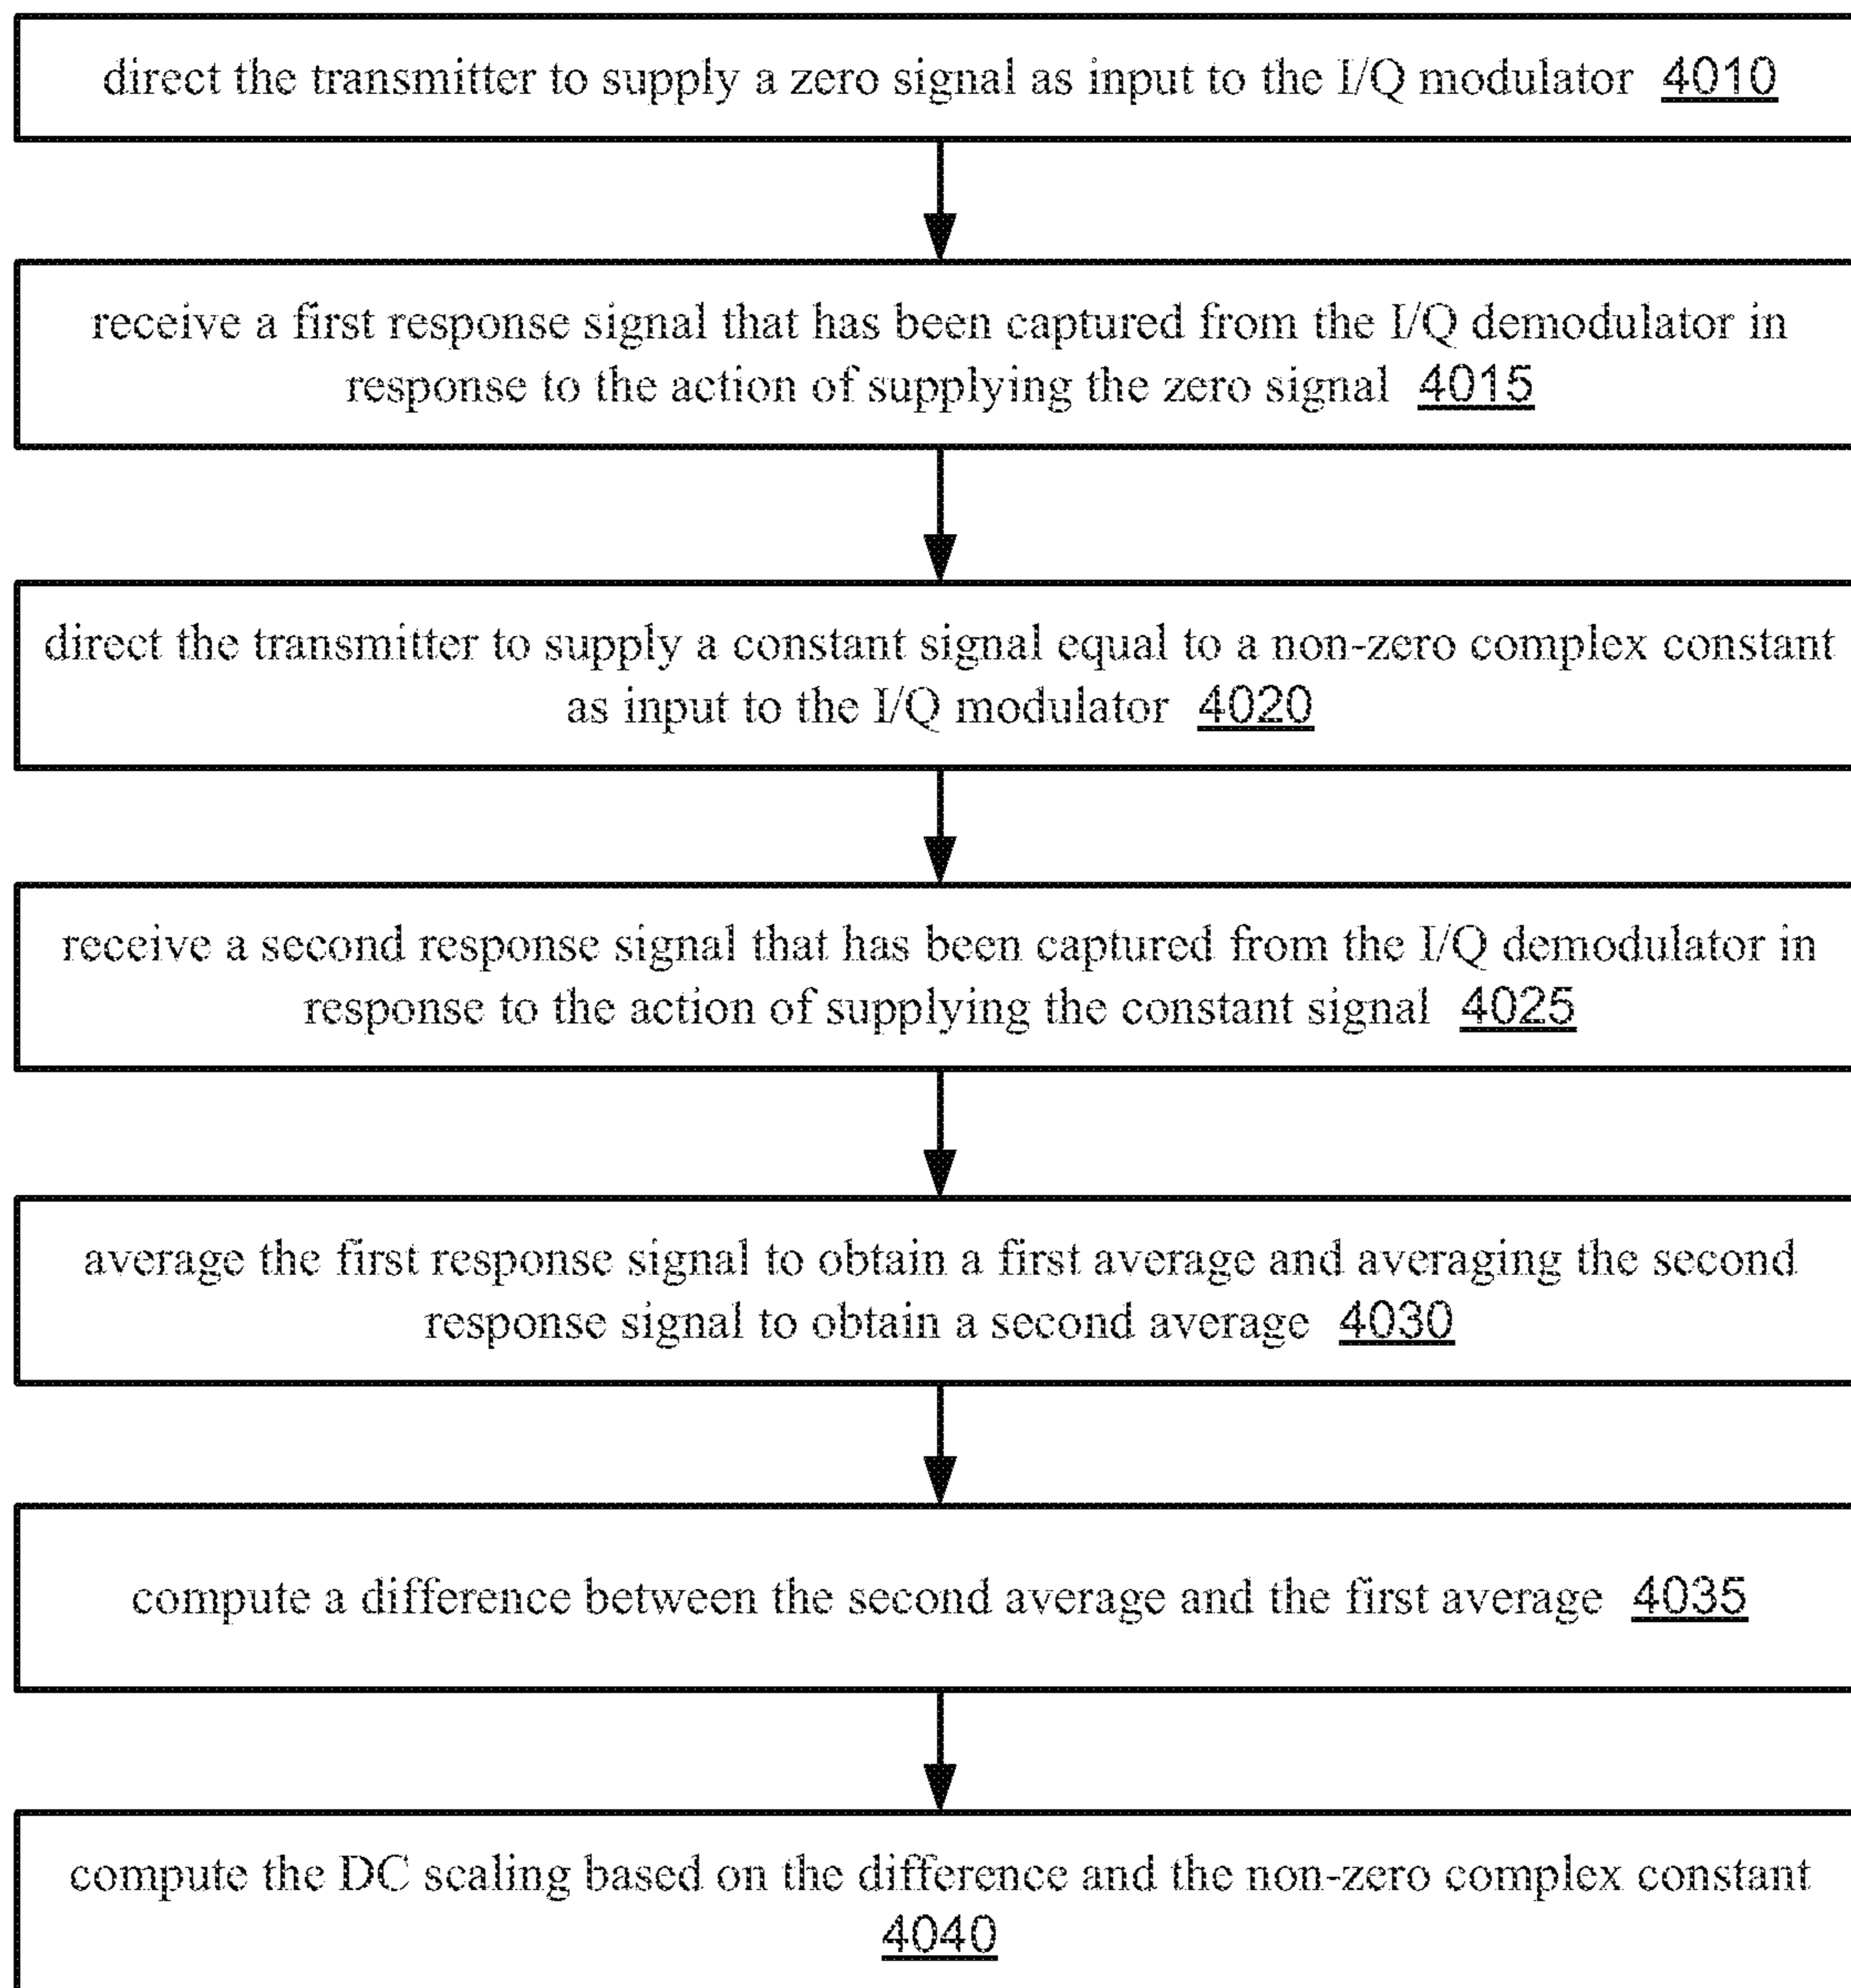 direct the transmitter to supply a zero signal as input to the I/Q modulator 4010
receive a first response signal that has been captured from the I/Q demodulator in
response to the action of supplying the zero signal 4015
direct the transmitter to supply a constant signal equal to a non-zero complex constant
as input to the I/Q modulator 4020
receive a second response signal that has been captured from the I/Q demodulator in
response to the action of supplying the constant signal 4025
average the first response signal to obtain a first average and averaging the second
response signal to obtain a second average 4030
compute a difference between the second average and the first average 4035
compute the DC scaling based on the difference and the non-zero complex constant
4040